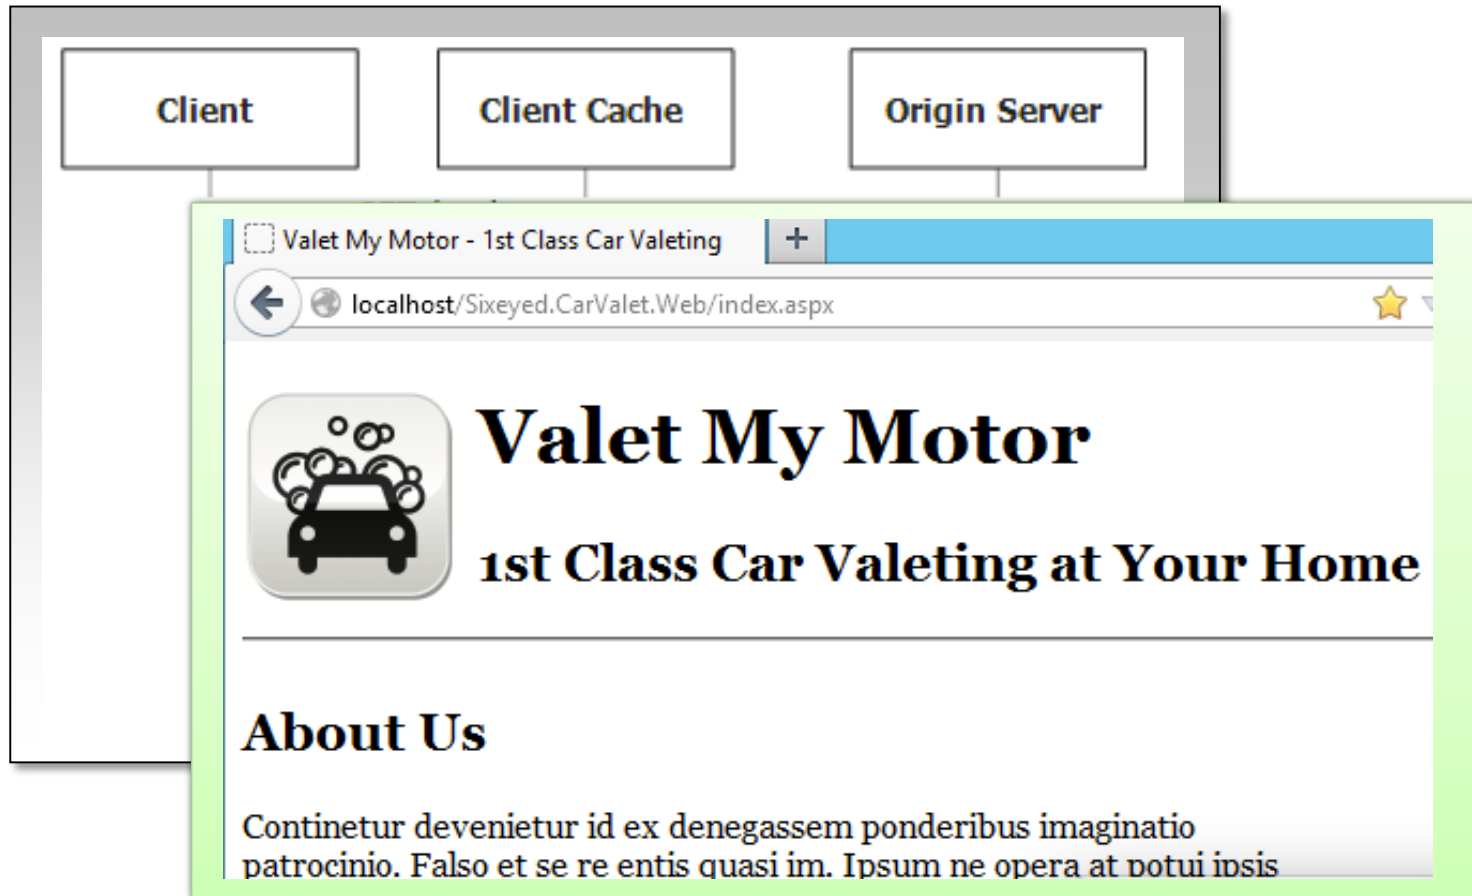 Client
Client Cache
Origin Server
Valet My Motor - 1st Class Car Valeting
localhost/Sixeyed.CarValet.Web/index.aspx
Valet My Motor
1st Class Car Valeting at Your Home
About Us
Continetur devenietur id ex denegassem ponderibus imaginatio
patrocinio. Falso et se re entis quasi im. Ipsum ne opera at potui ipsis